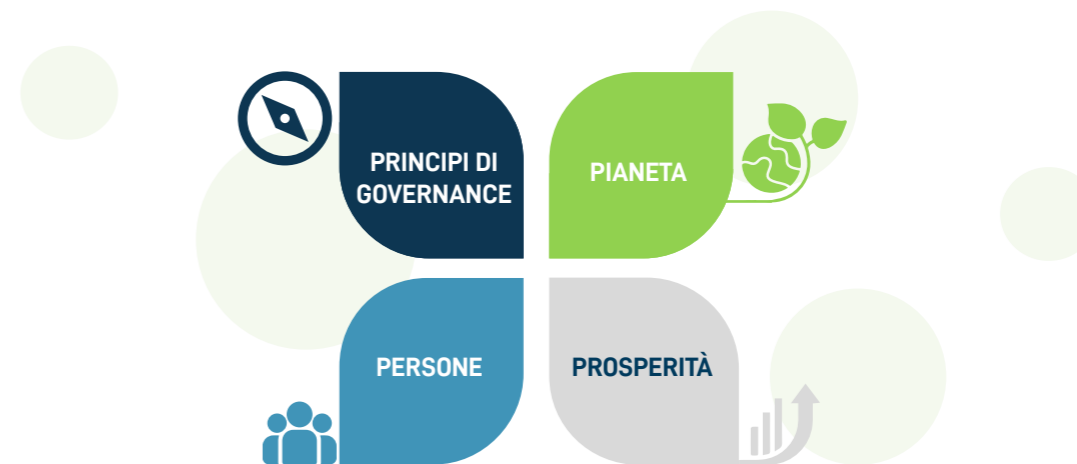 PRINCIPI DI
GOVERNANCE
PIANETA
PERSONE
PROSPERITÀ